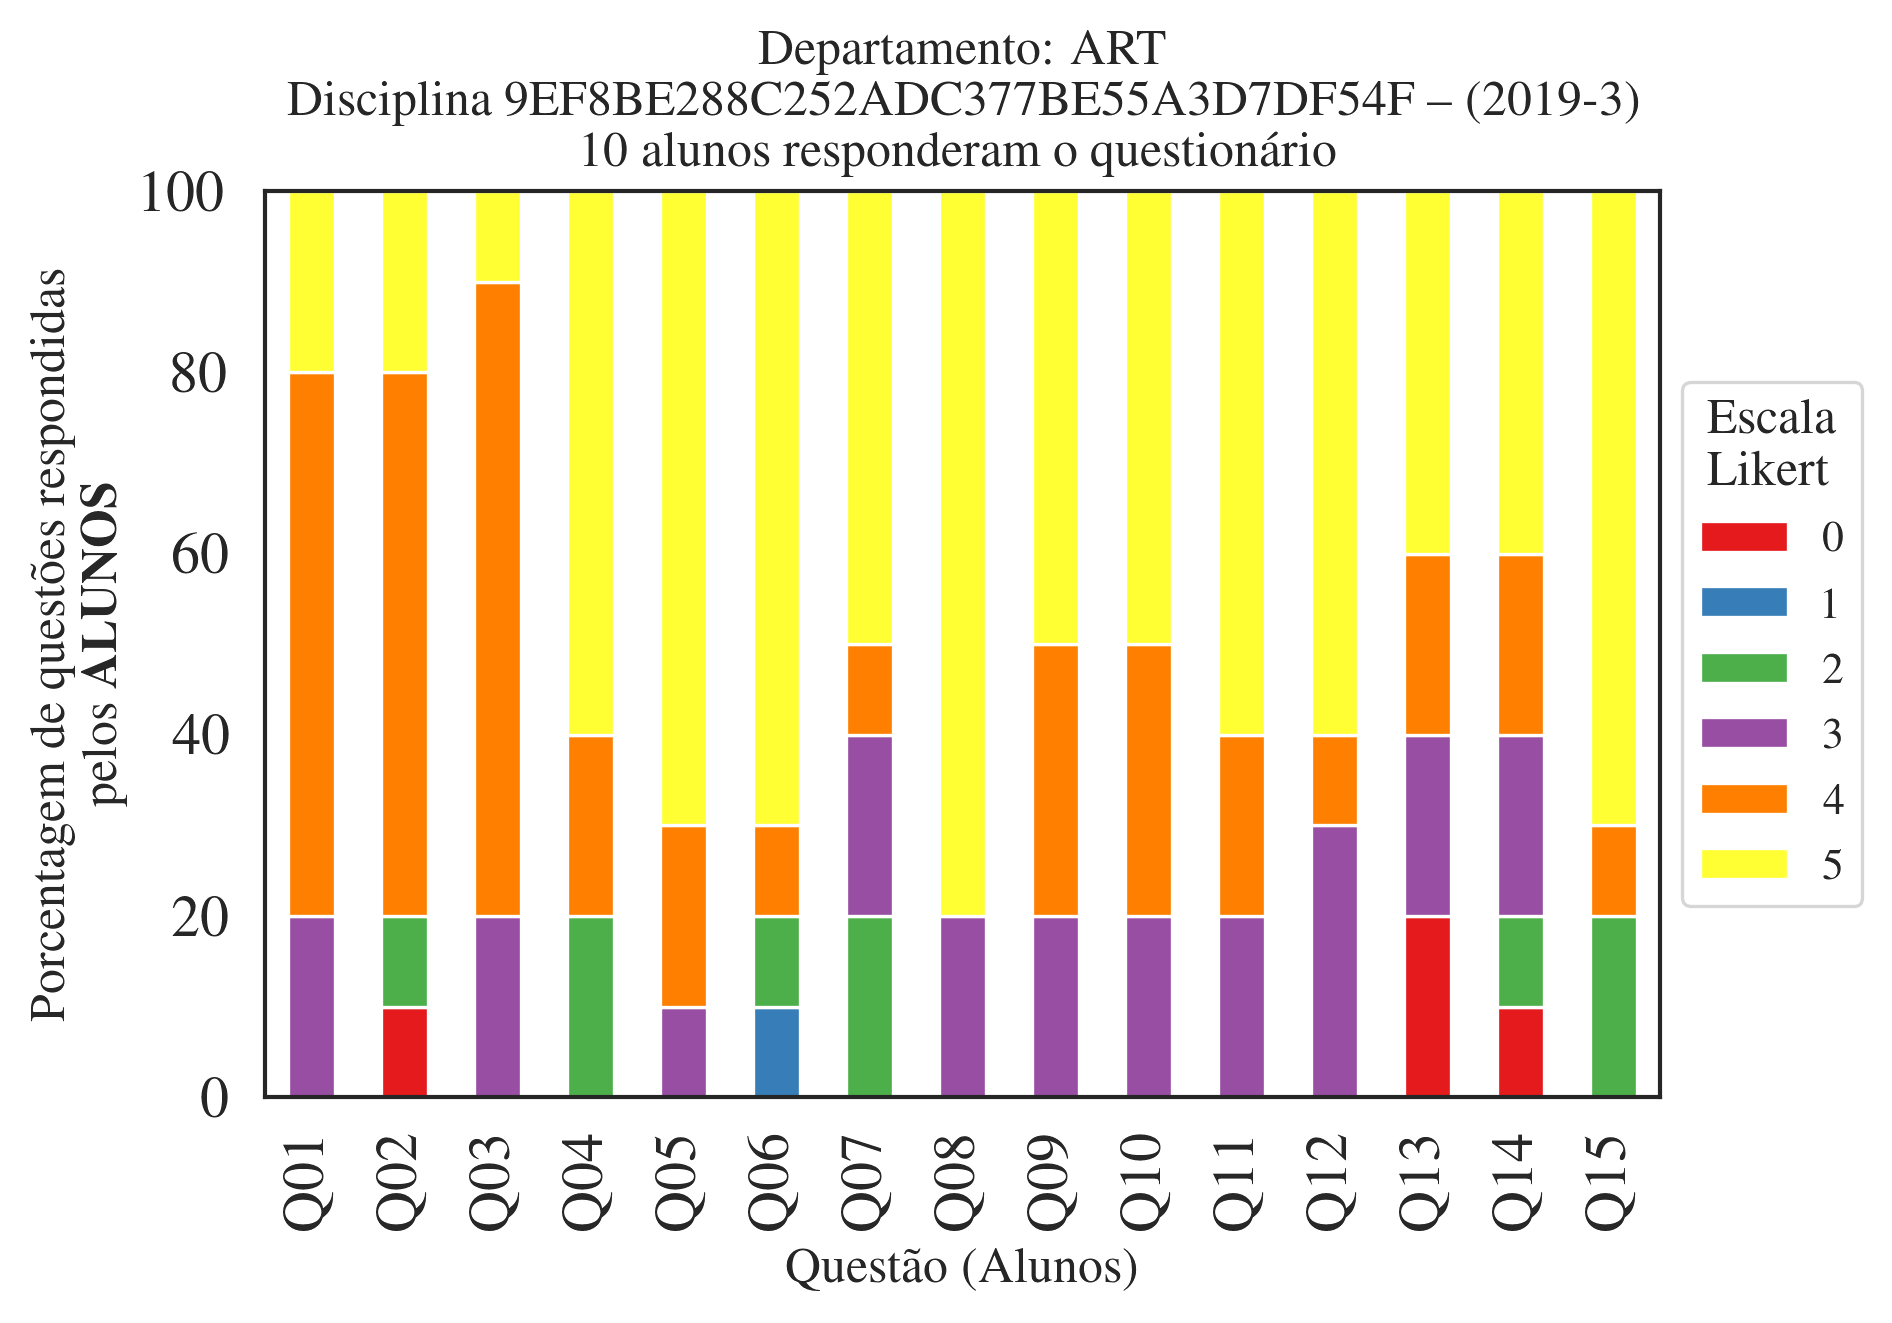 Departamento: ART
Disciplina 9EF8BE288C252ADC377BE55A3D7DF54F – (2019-3)
10 alunos responderam o questionário
Porcentagem de questões respondidas
pelos ALUNOS
100
80
60
40
20
0
Q01
Q02
Q03
Q04
Q05
Q06
Q07
Q08
Q09
Q10
Q11
Q12
Q13
Q14
Q15
Questão (Alunos)
Escala
Likert
0
1
2
3
4
5